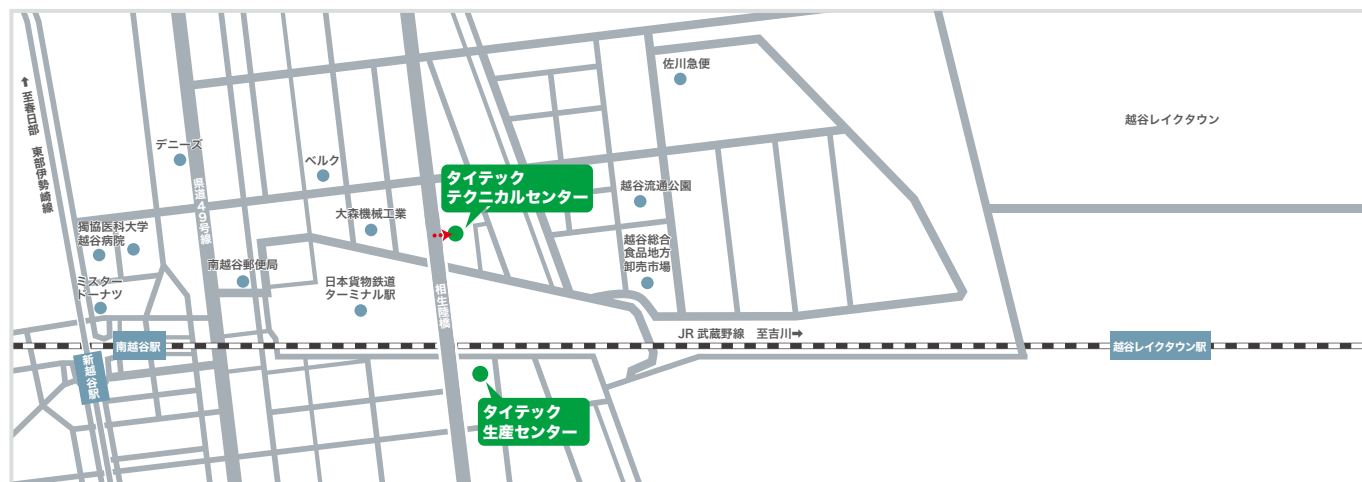 佐川急便
↑至春日部 東部伊勢崎線
越谷レイクタウン
デニーズ
ベルク
タイテック
テクニカルセンター
県道49号線
越谷流通公園
大森機械工業
獨協医科大学
越谷病院
越谷総合
食品地方
卸売市場
南越谷郵便局
ミスター
ドーナツ
日本貨物鉄道
ターミナル駅
相生陸橋
JR 武蔵野線 至吉川➡
南越谷駅
越谷レイクタウン駅
新越谷駅
タイテック
生産センター